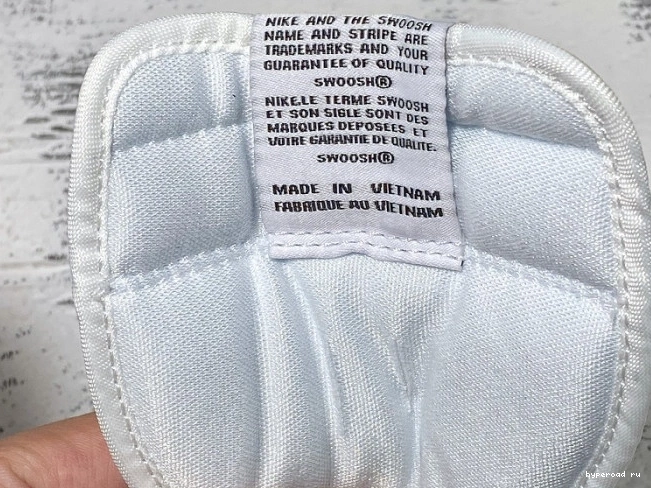 NIKE AND THE SWOOSH
NAME AND STRIPE ARE
TRADEMARKS AND YOUR
GUARANTEE OF QUALITY
SWOOSH®
NIKE.LE TERME SWOOSH
ET SON SIGLE SONT DES
MARQUES DEPOSEES ET
VOTRE GARANTIE DE QUALITE.
SWOOSH®
MADE IN VIETNAM
FABRIQUE AU VIETNAM
byperoad ru